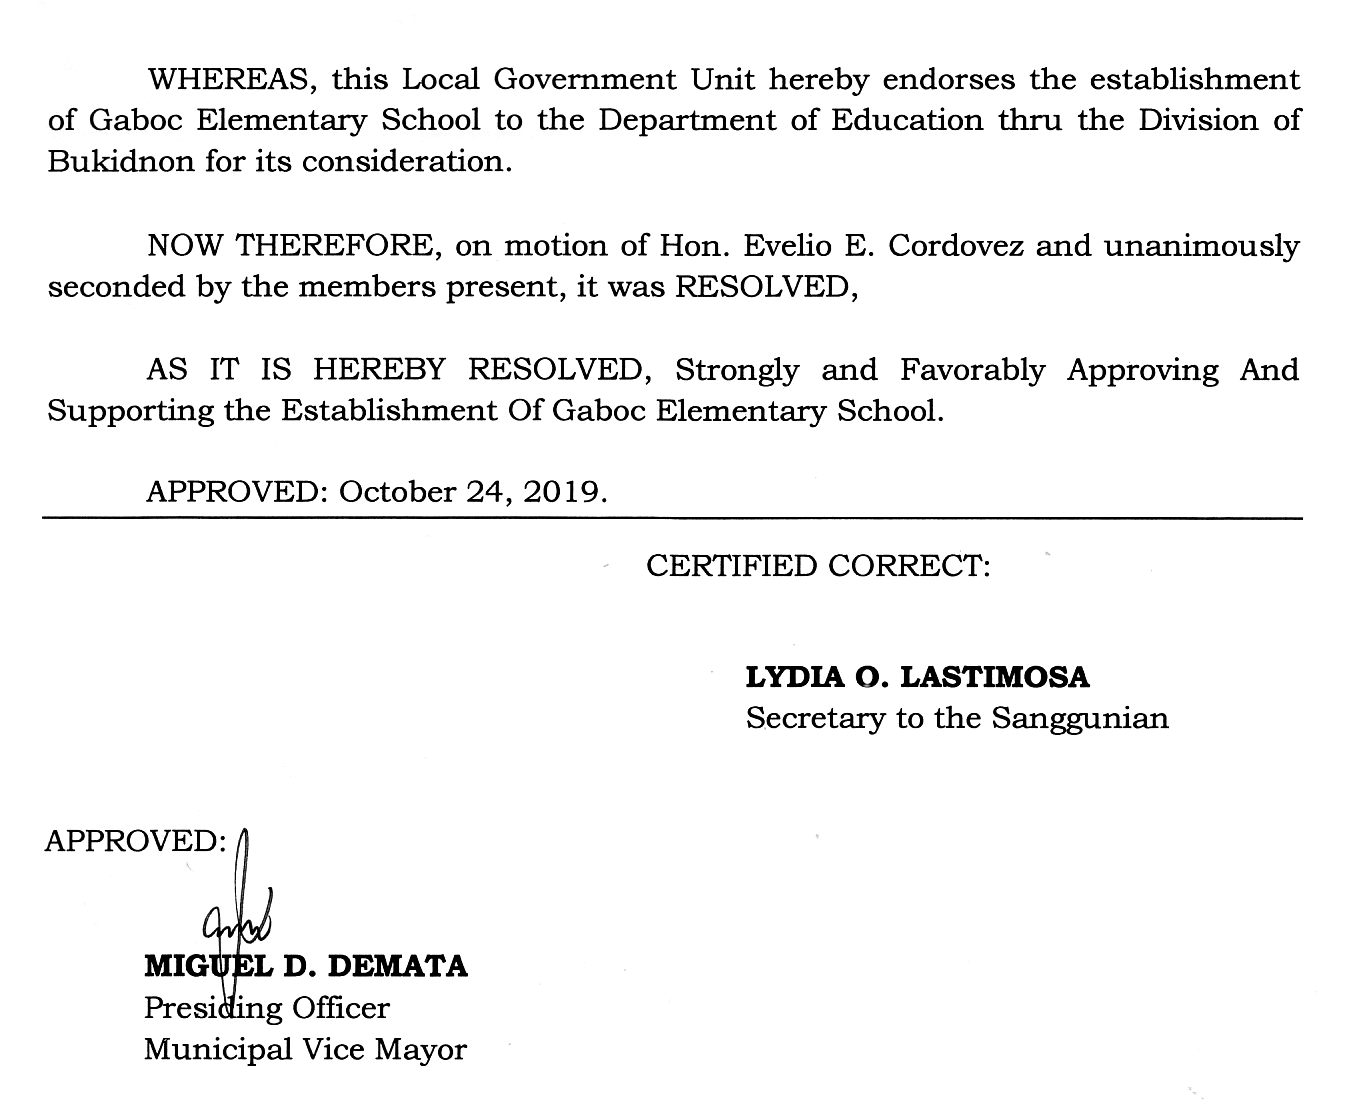 WHEREAS, this Local Government Unit hereby endorses the establishment
of Gaboc Elementary School to the Department of Education thru the Division of
Bukidnon for its consideration.
NOW THEREFORE, on motion of Hon. Evelio E. Cordovez and unanimously
seconded by the members present, it was RESOLVED,
AS IT IS HEREBY RESOLVED, Strongly and Favorably Approving And
Supporting the Establishment Of Gaboc Elementary School.
APPROVED: October 24, 2019.
CERTIFIED CORRECT:
LYDIA O. LASTIMOSA
Secretary to the Sanggunian
APPROVED:
MIGUEL D. DEMATA
Presiding Officer
Municipal Vice Mayor